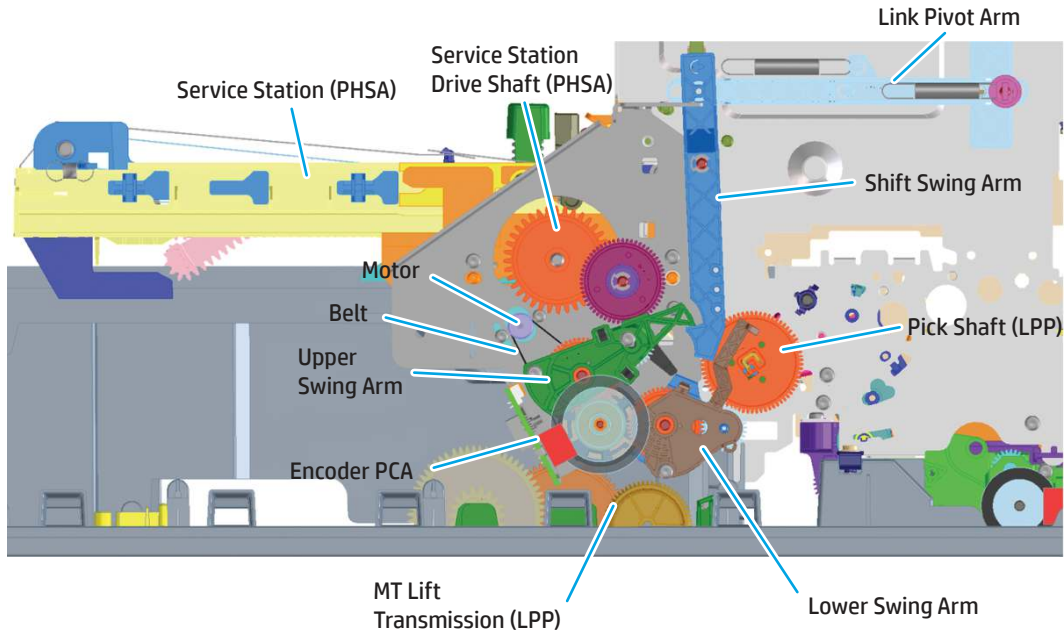 Link Pivot Arm
Service Station
Drive Shaft (PHSA)
Service Station (PHSA)
Shift Swing Arm
Motor
Belt
Pick Shaft (LPP)
Upper
Swing Arm
Encoder PCA
MT Lift
Transmission (LPP)
Lower Swing Arm